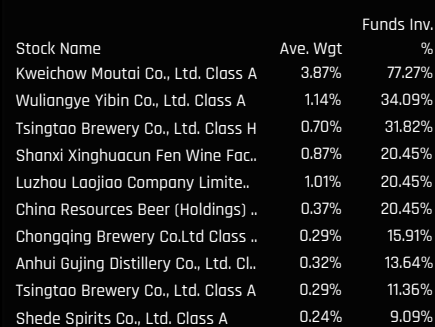 Funds Inv.
Stock Name Ave. Wgt %
Kweichow Moutai Co., Ltd. Class A 3.87% 77.27%
Wuliangye Yibin Co., Ltd. Class A 1.14% 34.09%
Tsingtao Brewery Co., Ltd. Class H 0.70% 31.82%
Shanxi Xinghuacun Fen Wine Fac.. 0.87% 20.45%
Luzhou Laojiao Company Limite.. 1.01% 20.45%
China Resources Beer (Holdings) .. 0.37% 20.45%
Chongqing Brewery Co.Ltd Class .. 0.29% 15.91%
Anhui Gujing Distillery Co., Ltd. Cl.. 0.32% 13.64%
Tsingtao Brewery Co., Ltd. Class A 0.29% 11.36%
Shede Spirits Co., Ltd. Class A 0.24% 9.09%